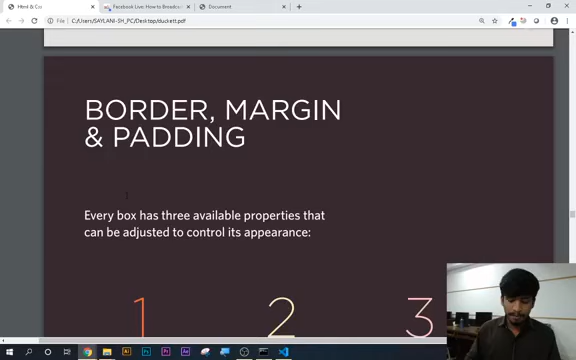 Html & Css
Facebook Live: How to Broadcas
Document
File
C:/Users/SAYLANI-SH_PC/Desktop/duckett.pdf
BORDER, MARGIN
& PADDING
Every box has three available properties that
can be adjusted to control its appearance:
1 2 3